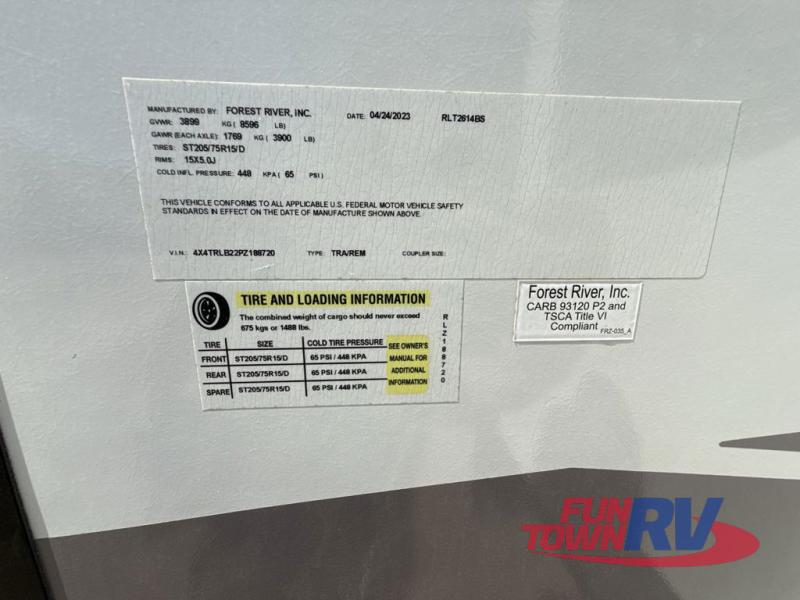 MANUFACTURED BY: FOREST RIVER, INC. DATE: 04/24/2023 RLT2614BS
GVWR: 3899 KG ( 8596 LB)
GAWR (EACH AXLE): 1769 KG ( 3900 LB)
TIRES: ST205/75R15/D
RIMS: 15X5.0J
COLD INFL. PRESSURE: 448 KPA ( 65 PSI )
THIS VEHICLE CONFORMS TO ALL APPLICABLE U.S. FEDERAL MOTOR VEHICLE SAFETY
STANDARDS IN EFFECT ON THE DATE OF MANUFACTURE SHOWN ABOVE.
V.I.N.: 4X4TRLB22PZ188720 TYPE: TRA/REM COUPLER SIZE:
TIRE AND LOADING INFORMATION
The combined weight of cargo should never exceed
675 kgs or 1488 lbs.
TIRE SIZE COLD TIRE PRESSURE
FRONT ST205/75R15/D 65 PSI / 448 KPA
REAR ST205/75R15/D 65 PSI / 448 KPA
SPARE ST205/75R15/D 65 PSI / 448 KPA
SEE OWNER'S
MANUAL FOR
ADDITIONAL
INFORMATION
RLZ188720
Forest River, Inc.
CARB 93120 P2 and
TSCA Title VI
Compliant FRZ-035_A
FUN
TOWN RV